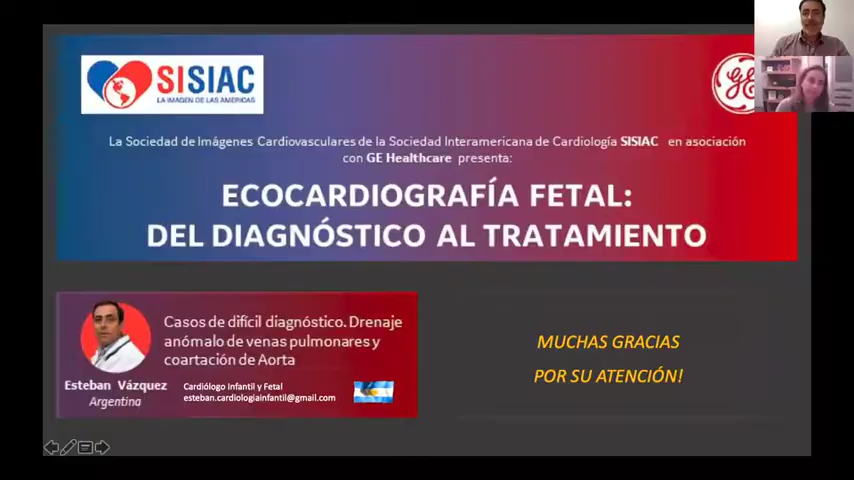 SISIAC
LA IMAGEN DE LAS AMERICAS
GE
La Sociedad de Imágenes Cardiovasculares de la Sociedad Interamericana de Cardiología SISIAC en asociación
con GE Healthcare presenta:
ECOCARDIOGRAFÍA FETAL:
DEL DIAGNÓSTICO AL TRATAMIENTO
Casos de difícil diagnóstico. Drenaje
anómalo de venas pulmonares y
coartación de Aorta
Esteban Vázquez
Argentina
Cardiólogo Infantil y Fetal
esteban.cardiologiainfantil@gmail.com
MUCHAS GRACIAS
POR SU ATENCIÓN!